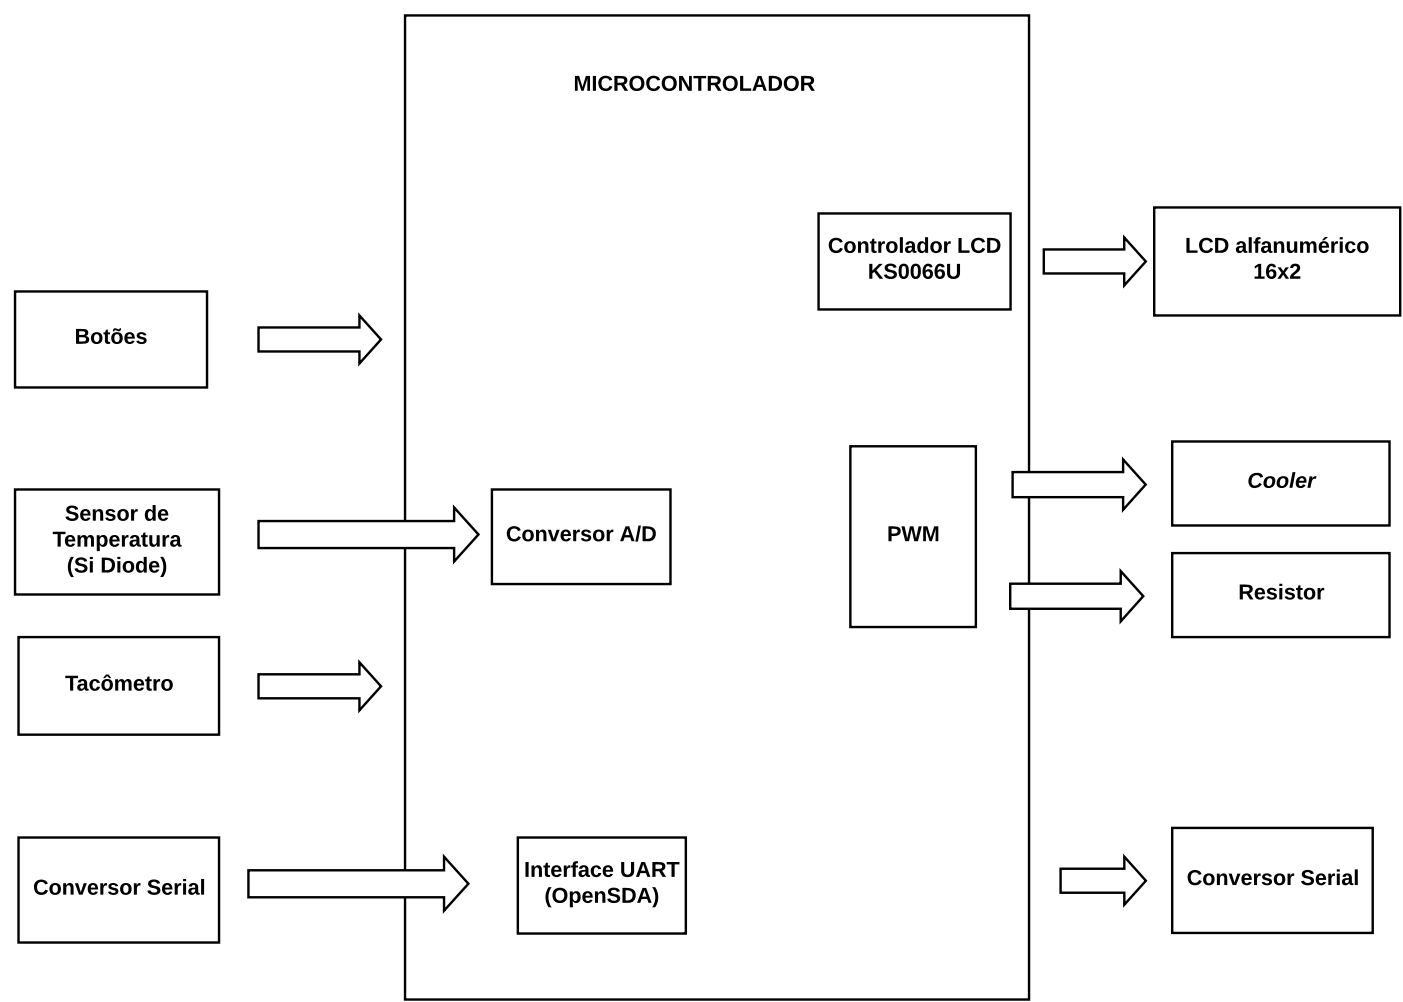 MICROCONTROLADOR
Controlador LCD
KS0066U
LCD alfanumérico
16x2
Botões
Sensor de
Temperatura
(Si Diode)
Conversor A/D
PWM
Cooler
Resistor
Tacômetro
Conversor Serial
Interface UART
(OpenSDA)
Conversor Serial